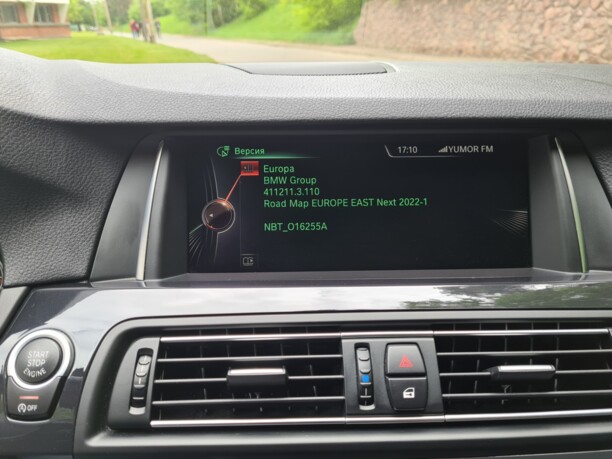 Версия
17:10
YUMOR FM
Europa
BMW Group
411211.3.110
Road Map EUROPE EAST Next 2022-1
NBT_O16255A
START
STOP
ENGINE
OFF